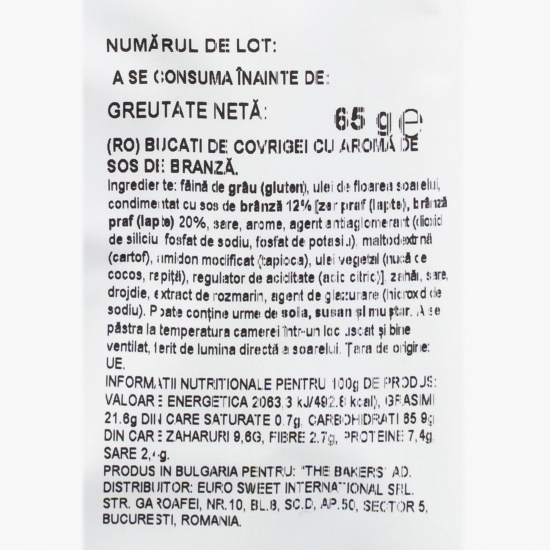 NUMĂRUL DE LOT:
A SE CONSUMA ÎNAINTE DE:
GREUTATE NETĂ: 65 g e
(RO) BUCATI DE COVRIGEI CU AROMĂ DE
SOS DE BRANZĂ.
Ingrediente: făină de grâu (gluten), ulei de floarea soarelui,
condimentat cu sos de brânză 12% [zer praf (lapte), brânză
praf (lapte) 20%, sare, arome, agent antiaglomerant (dioxid
de siliciu, fosfat de sodiu, fosfat de potasiu), maltodextrină
(cartof), amidon modificat (tapioca), ulei vegetal (nucă de
cocos, rapiță), regulator de aciditate (acic citric)], zahăr, sare,
drojdie, extract de rozmarin, agent de glazurare (hidroxid de
sodiu). Poate conține urme de soia, susan și muștar. A se
păstra la temperatura camerei într-un loc uscat și bine
ventilat, ferit de lumina directă a soarelui. Țara de origine:
UE.
INFORMATII NUTRITIONALE PENTRU 100g DE PRODUS:
VALOARE ENERGETICA 2063,3 kJ/492.8 kcal), GRASIMI
21.6g DIN CARE SATURATE 0.7g, CARBOHIDRATI 65.9g
DIN CARE ZAHARURI 9,6G, FIBRE 2.7g, PROTEINE 7,4g,
SARE 2,4g.
PRODUS IN BULGARIA PENTRU: "THE BAKERS" AD.
DISTRIBUITOR: EURO SWEET INTERNATIONAL SRL.
STR. GAROAFEI, NR.10, BL.8, SC.D, AP.50, SECTOR 5,
BUCURESTI, ROMANIA.